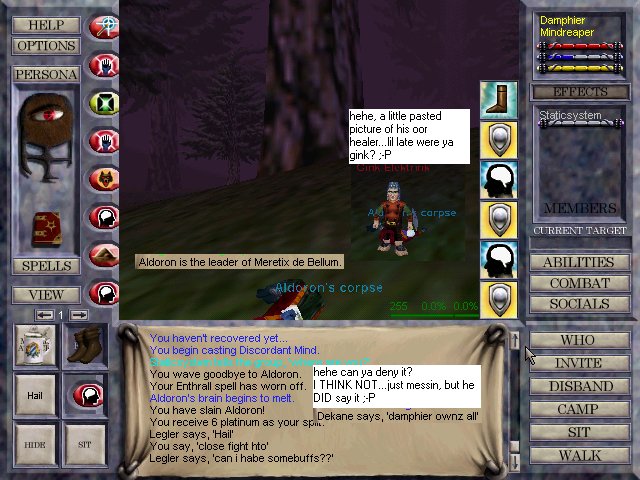 HELP
OPTIONS
PERSONA
SPELLS
VIEW
1
Hail
HIDE
SIT
hehe, a little pasted
picture of his oor
healer...lil late were ya
gink? ;-P
corpse
Aldoron is the leader of Meretix de Bellum.
Aldoron's corpse
255 0.0% 0.0%
Damphier
Mindreaper
EFFECTS
Staticsystem
MEMBERS
CURRENT TARGET
ABILITIES
COMBAT
SOCIALS
WHO
INVITE
DISBAND
CAMP
SIT
WALK
You haven't recovered yet...
You begin casting Discordant Mind.
You wave goodbye to Aldoron.
Your Enthrall spell has worn off.
Aldoron's brain begins to melt.
You have slain Aldoron!
You receive 6 platinum as your split.
Legler says, 'Hail'
You say, 'close fight hto'
Legler says, 'can i habe somebuffs??'
hehe can ya deny it?
I THINK NOT...just messin, but he
DID say it ;-P
Dekane says, 'damphier ownz all'